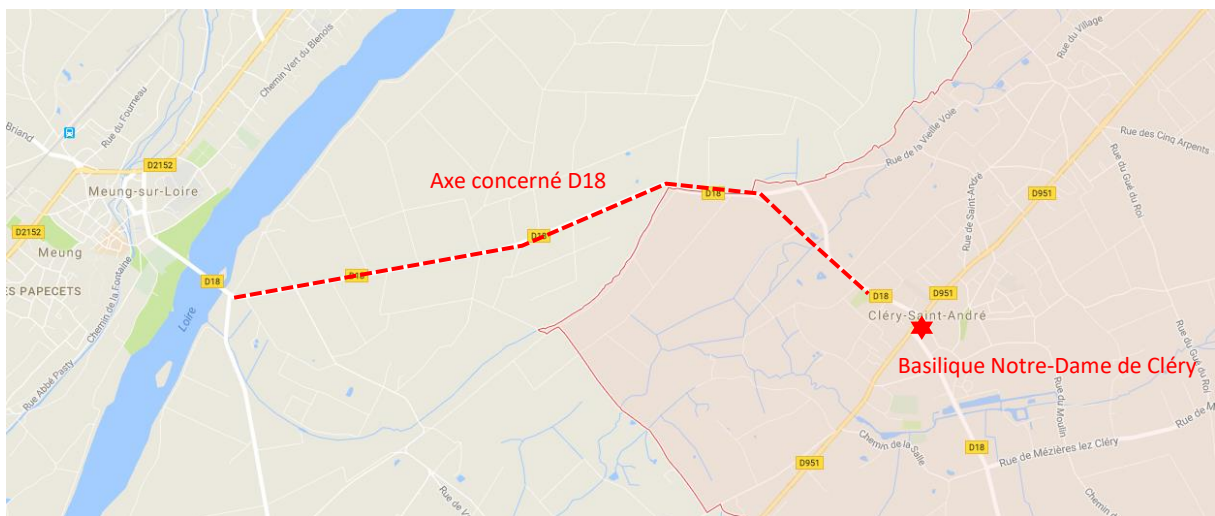 Briand
Rue du Fourneau
Chemin Vert du Blenois
D2152
Meung-sur-Loire
D2152
Meung
ES PAPECETS
Chemin de la Fontaine
Rue Abbé Pasty
Loire
D18
D18
Axe concerné D18
D18
D18
Rue du Village
Rue de la Vieille Voie
Rue des Cinq Arpents
Rue du Gué du Roi
D951
Rue de Saint-André
D951
D18
Cléry-Saint-André
Basilique Notre-Dame de Cléry
Rue du Gué du Roi
Rue du Moulin
Chemin de la Salle
D18
Rue de Mézières lez Cléry
Rue de M
D951
Rue de V